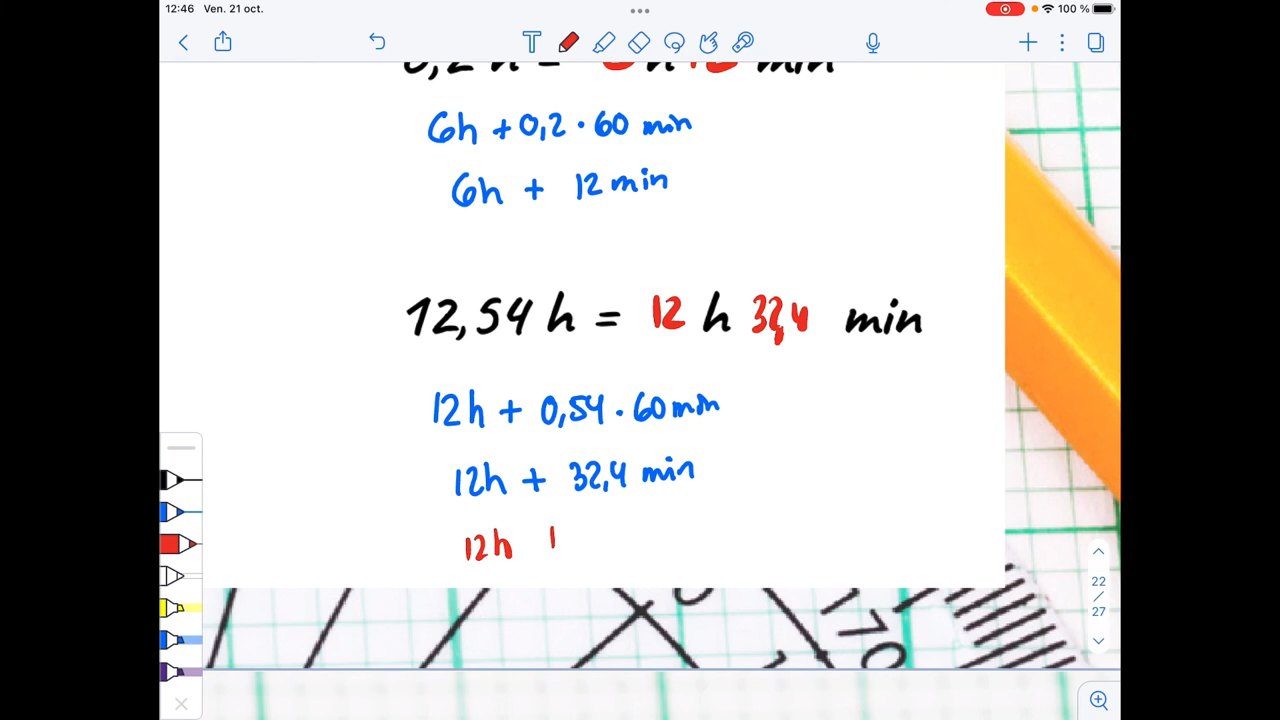 12:46 Ven. 21 oct. 100 %
6h + 0,2 · 60 min
6h + 12 min
12,54 h = 12 h 32,4 min
12h + 0,54 · 60 min
12h + 32,4 min
12h
22
27
170